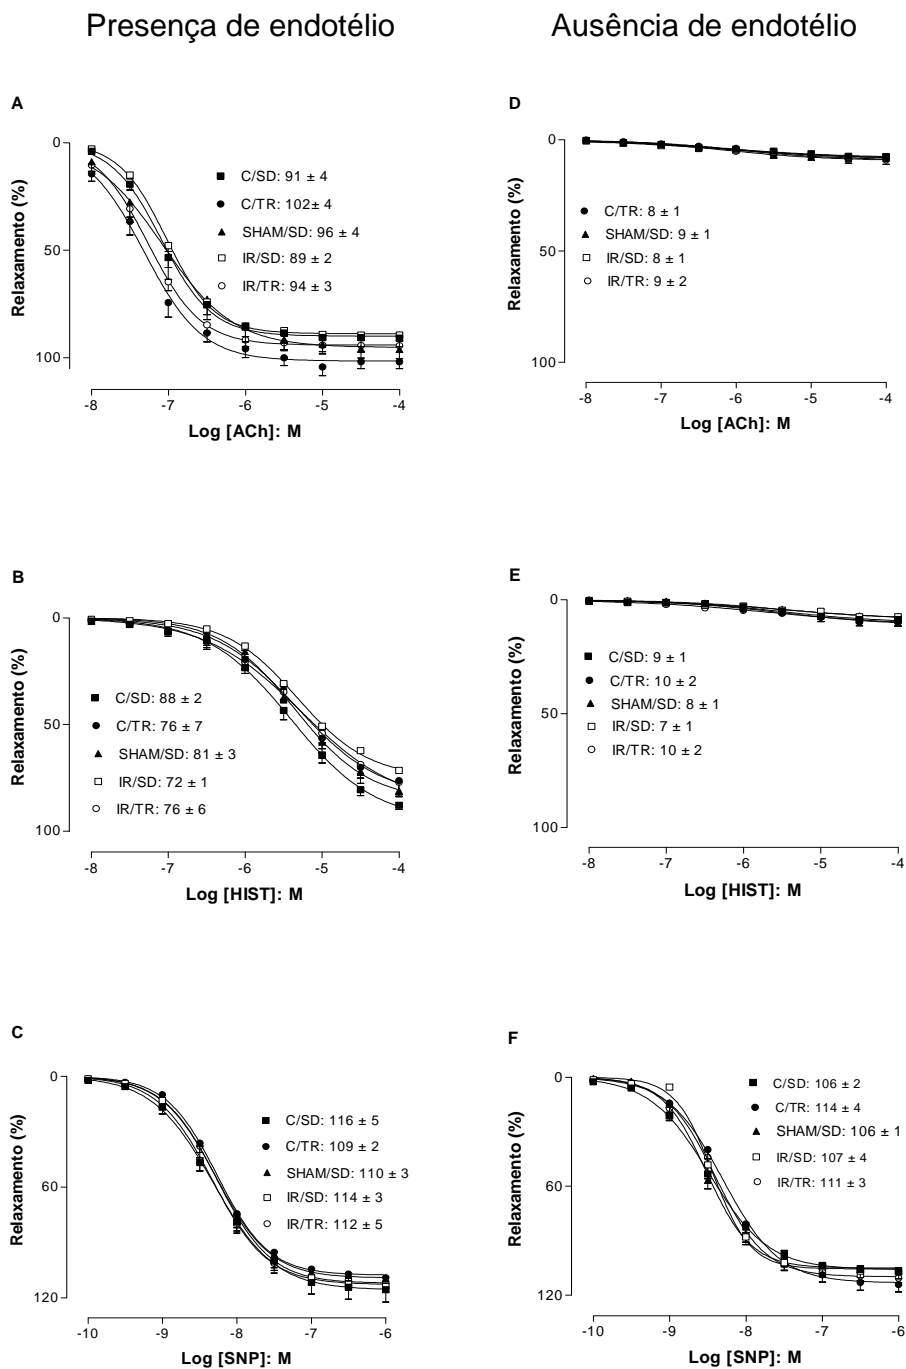 Presença de endotélio
Ausência de endotélio
A
Relaxamento (%)
0
50
100
C/SD: 91 ± 4
C/TR: 102± 4
SHAM/SD: 96 ± 4
IR/SD: 89 ± 2
IR/TR: 94 ± 3
-8 -7 -6 -5 -4
Log [ACh]: M
D
Relaxamento (%)
0
50
100
C/TR: 8 ± 1
SHAM/SD: 9 ± 1
IR/SD: 8 ± 1
IR/TR: 9 ± 2
-8 -7 -6 -5 -4
Log [ACh]: M
B
Relaxamento (%)
0
50
100
C/SD: 88 ± 2
C/TR: 76 ± 7
SHAM/SD: 81 ± 3
IR/SD: 72 ± 1
IR/TR: 76 ± 6
-8 -7 -6 -5 -4
Log [HIST]: M
E
Relaxamento (%)
0
50
100
C/SD: 9 ± 1
C/TR: 10 ± 2
SHAM/SD: 8 ± 1
IR/SD: 7 ± 1
IR/TR: 10 ± 2
-8 -7 -6 -5 -4
Log [HIST]: M
C
Relaxamento (%)
0
60
120
C/SD: 116 ± 5
C/TR: 109 ± 2
SHAM/SD: 110 ± 3
IR/SD: 114 ± 3
IR/TR: 112 ± 5
-10 -9 -8 -7 -6
Log [SNP]: M
F
Relaxamento (%)
0
60
120
C/SD: 106 ± 2
C/TR: 114 ± 4
SHAM/SD: 106 ± 1
IR/SD: 107 ± 4
IR/TR: 111 ± 3
-10 -9 -8 -7 -6
Log [SNP]: M